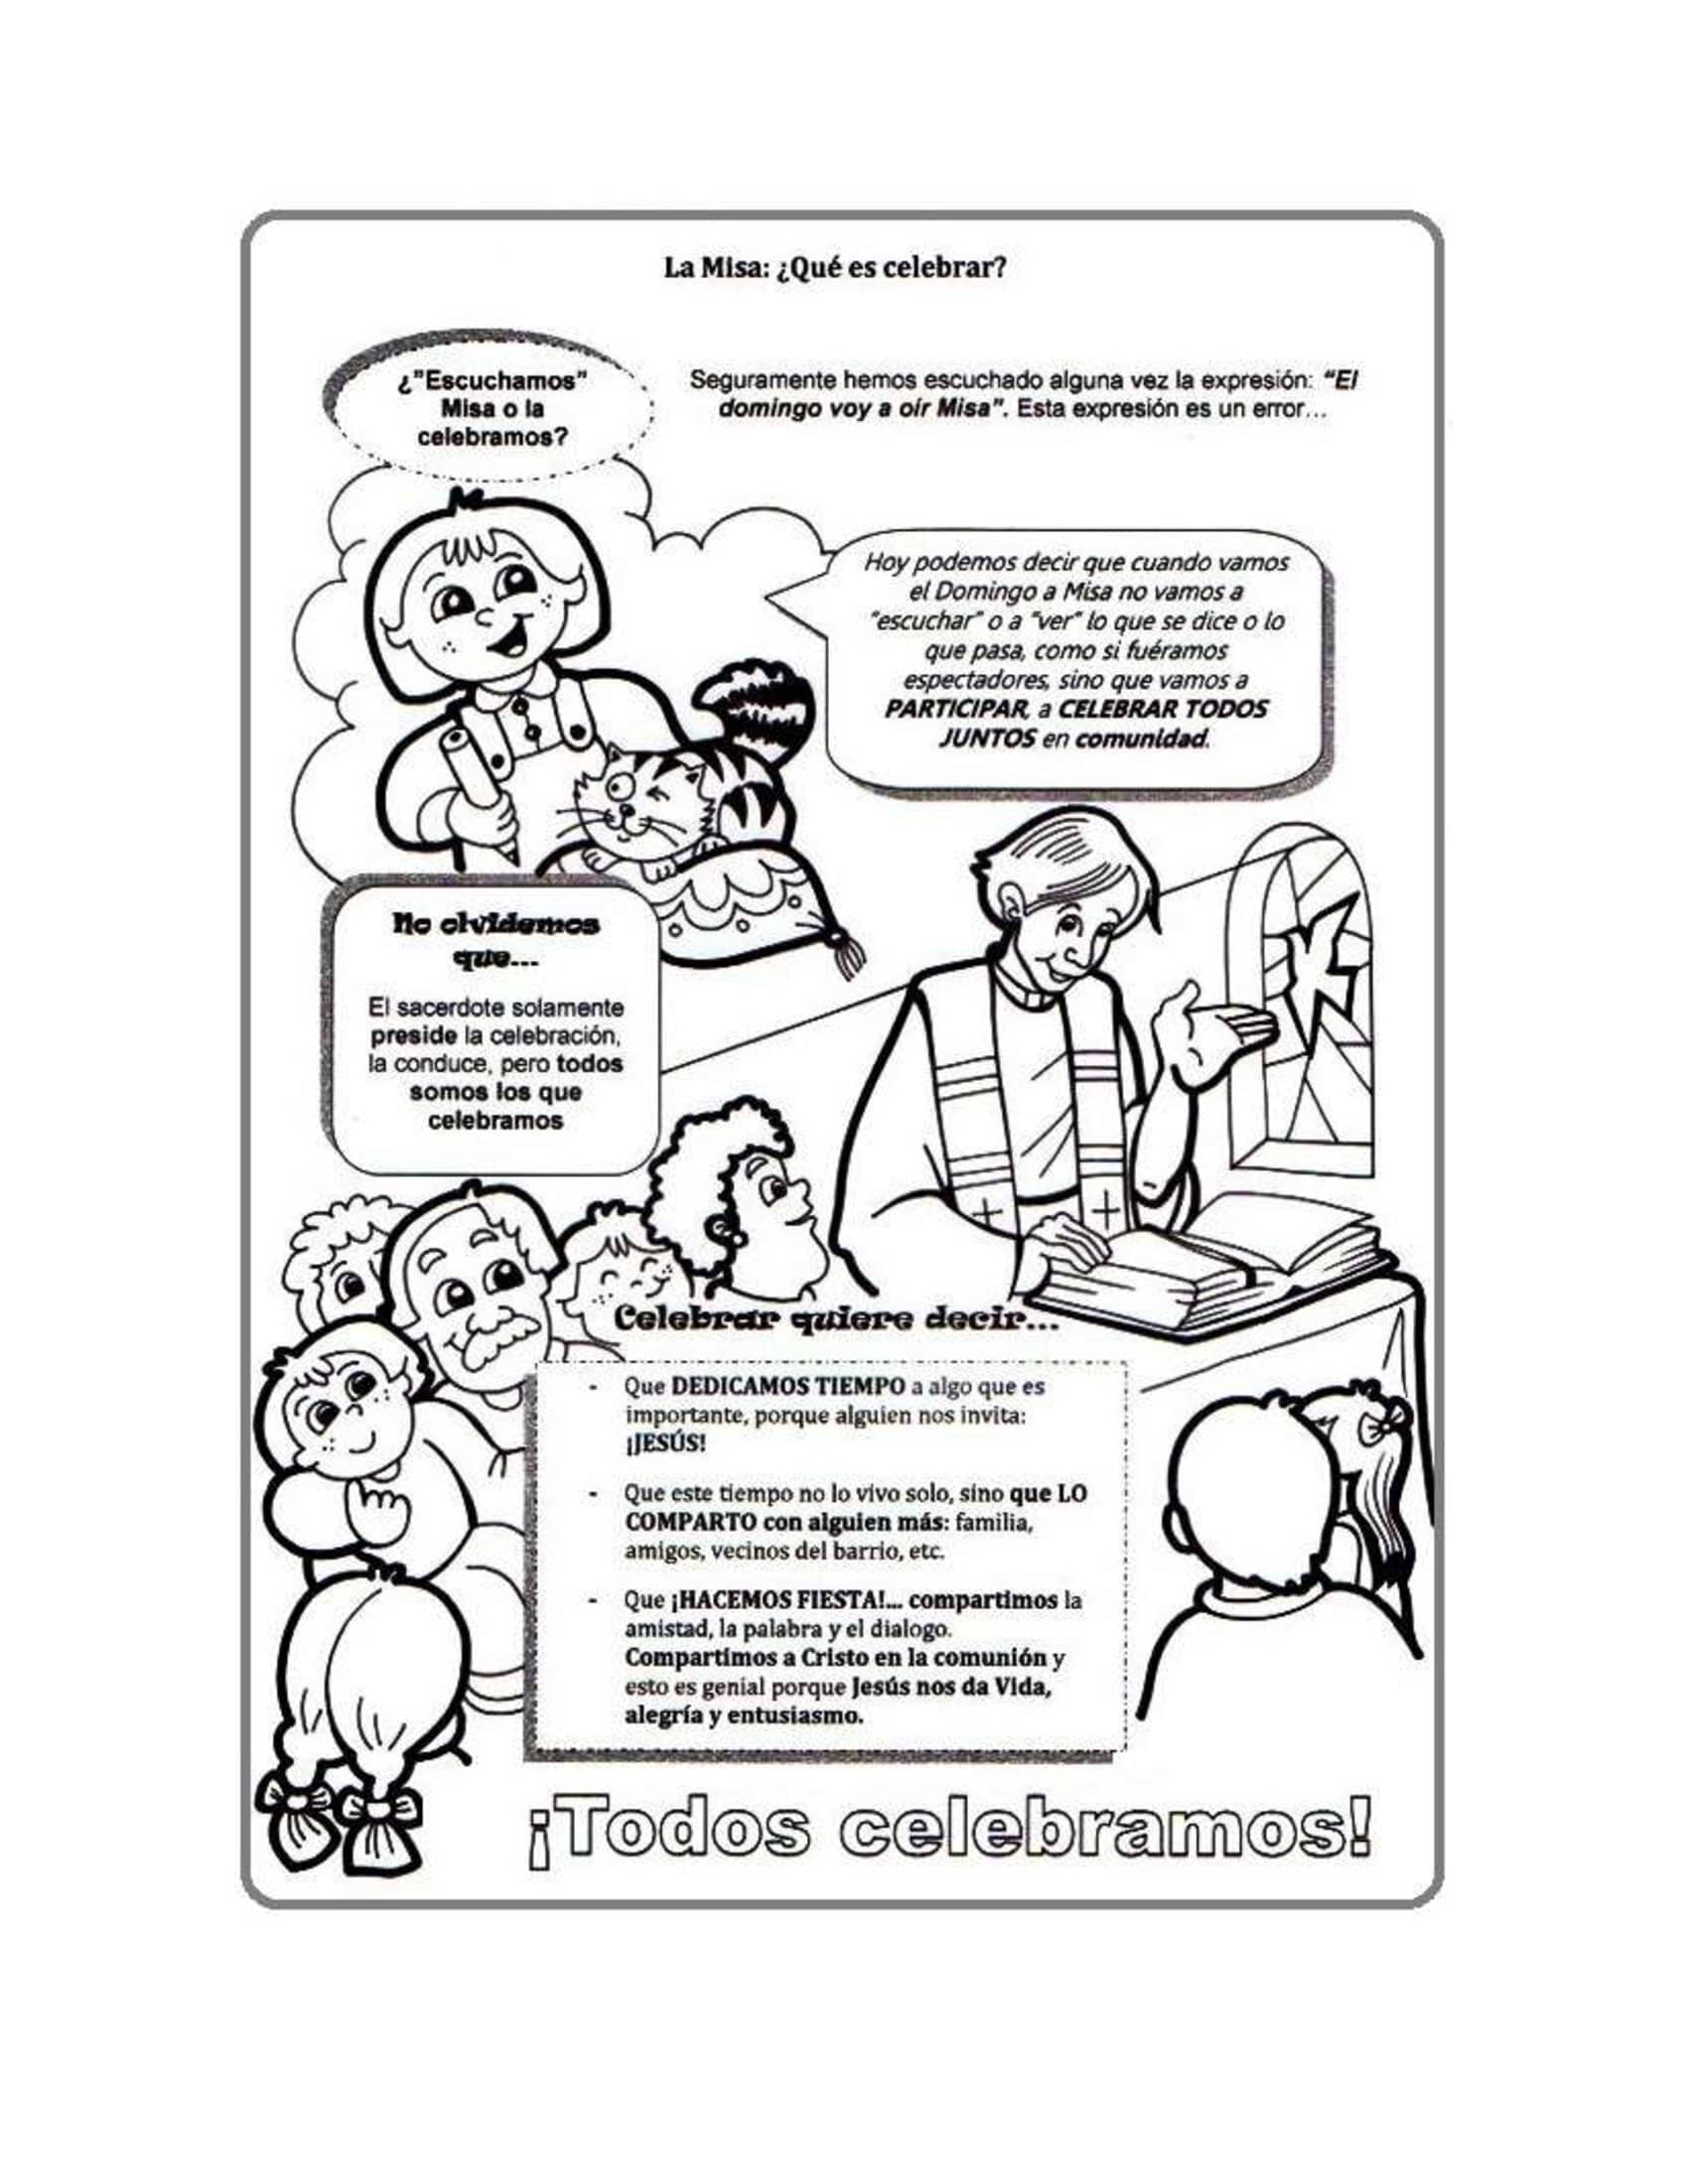 La Misa: ¿Qué es celebrar?
¿"Escuchamos"
Misa o la
celebramos?
Seguramente hemos escuchado alguna vez la expresión: "El
domingo voy a oír Misa". Esta expresión es un error...
Hoy podemos decir que cuando vamos
el Domingo a Misa no vamos a
"escuchar" o a "ver" lo que se dice o lo
que pasa, como si fuéramos
espectadores, sino que vamos a
PARTICIPAR, a CELEBRAR TODOS
JUNTOS en comunidad.
No olvidemos
que...
El sacerdote solamente
preside la celebración,
la conduce, pero todos
somos los que
celebramos
Celebrar quiere decir...
- Que DEDICAMOS TIEMPO a algo que es
importante, porque alguien nos invita:
¡JESÚS!
- Que este tiempo no lo vivo solo, sino que LO
COMPARTO con alguien más: familia,
amigos, vecinos del barrio, etc.
- Que ¡HACEMOS FIESTA!... compartimos la
amistad, la palabra y el dialogo.
Compartimos a Cristo en la comunión y
esto es genial porque Jesús nos da Vida,
alegría y entusiasmo.
¡Todos celebramos!